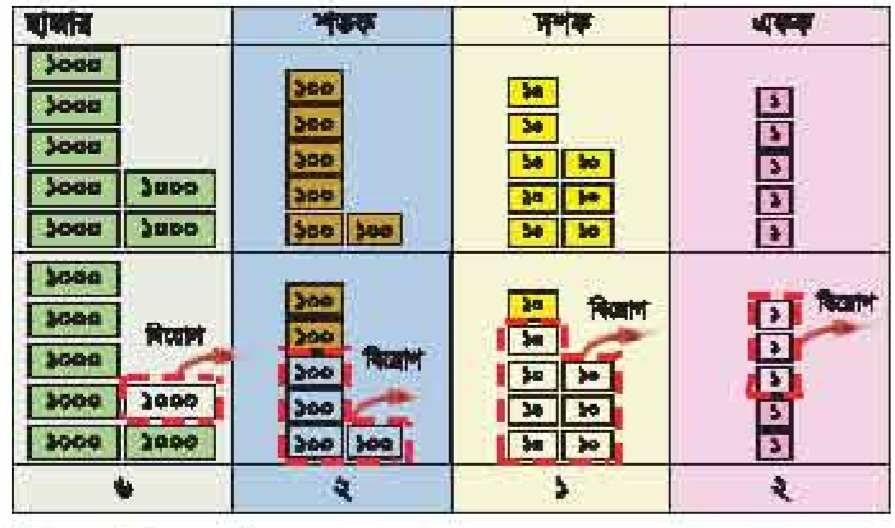 হাজার শতক দশক একক
১০০০
১০০০ ১০০ ১০ ১
১০০০ ১০০ ১০ ১
১০০০ ১০০ ১০ ১০ ১
১০০০ ১০০০ ১০০ ১০ ১০ ১
১০০০ ১০০০ ১০০ ১০০ ১০ ১০ ১
১০০০
১০০০ ১০০ ১০ বিয়োগ ১ বিয়োগ
১০০০ বিয়োগ ১০০ ১০ ১
১০০ বিয়োগ ১০ ১০ ১
১০০০ ১০০০ ১০০ ১০ ১০ ১
১০০০ ১০০০ ১০০ ১০০ ১০ ১০ ১
৬ ২ ১ ২